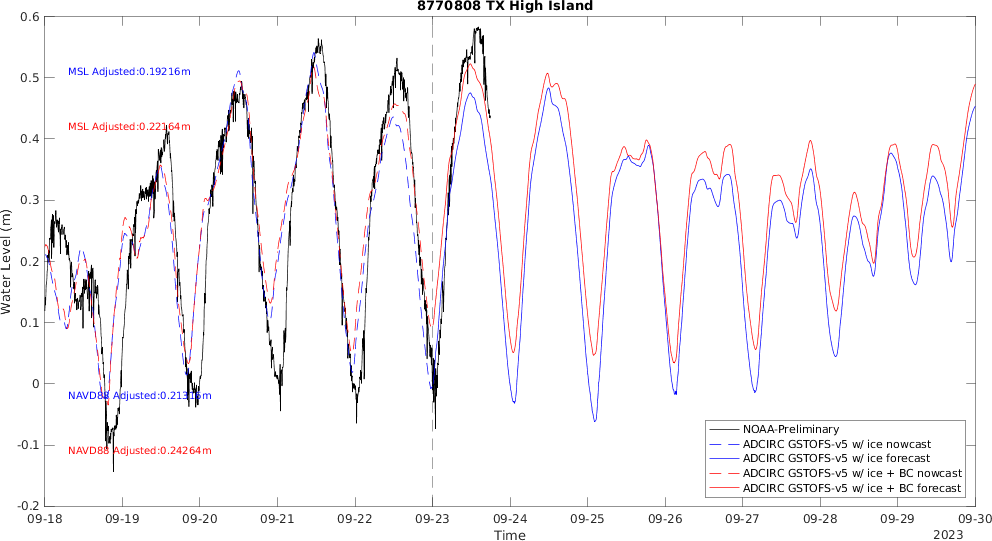 8770808 TX High Island
0.6
0.5
0.4
0.3
0.2
0.1
0
-0.1
-0.2
Water Level (m)
MSL Adjusted:0.19216m
MSL Adjusted:0.22164m
NAVD88 Adjusted:0.21316m
NAVD88 Adjusted:0.24264m
NOAA-Preliminary
ADCIRC GSTOFS-v5 w/ ice nowcast
ADCIRC GSTOFS-v5 w/ ice forecast
ADCIRC GSTOFS-v5 w/ ice + BC nowcast
ADCIRC GSTOFS-v5 w/ ice + BC forecast
09-18 09-19 09-20 09-21 09-22 09-23 09-24 09-25 09-26 09-27 09-28 09-29 09-30
Time
2023